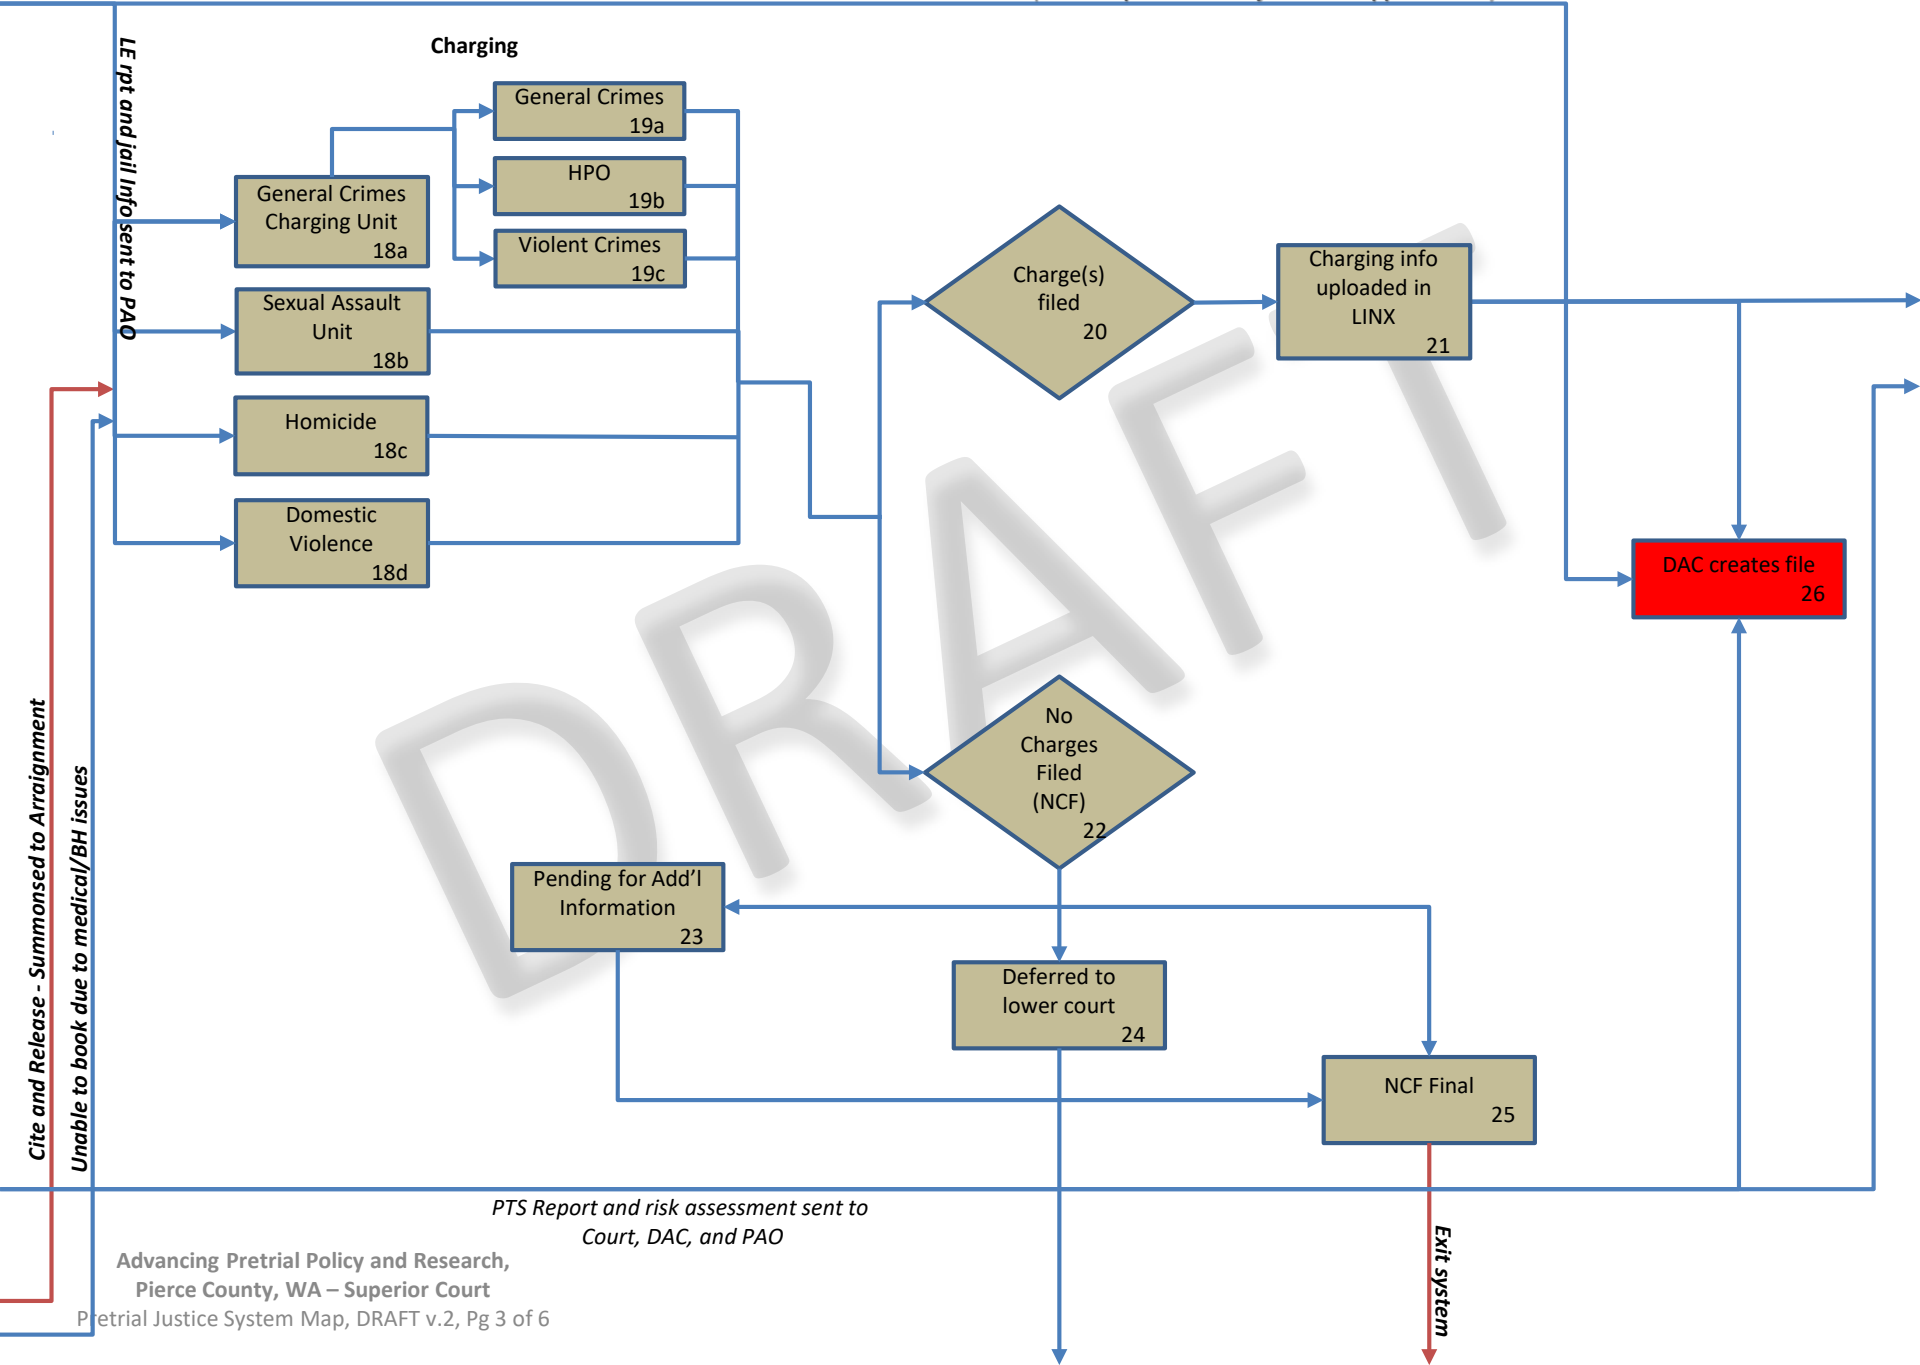 Charging
LE rpt and jail Info sent to PAO
General Crimes
19a
HPO
19b
Violent Crimes
19c
General Crimes
Charging Unit
18a
Sexual Assault
Unit
18b
Homicide
18c
Domestic
Violence
18d
Charge(s)
filed
20
Charging info
uploaded in
LINX
21
DAC creates file
26
No
Charges
Filed
(NCF)
22
Pending for Add'l
Information
23
Deferred to
lower court
24
NCF Final
25
DRAFT
Cite and Release - Summonsed to Arraignment
Unable to book due to medical/BH issues
PTS Report and risk assessment sent to
Court, DAC, and PAO
Exit system
Advancing Pretrial Policy and Research,
Pierce County, WA – Superior Court
Pretrial Justice System Map, DRAFT v.2, Pg 3 of 6